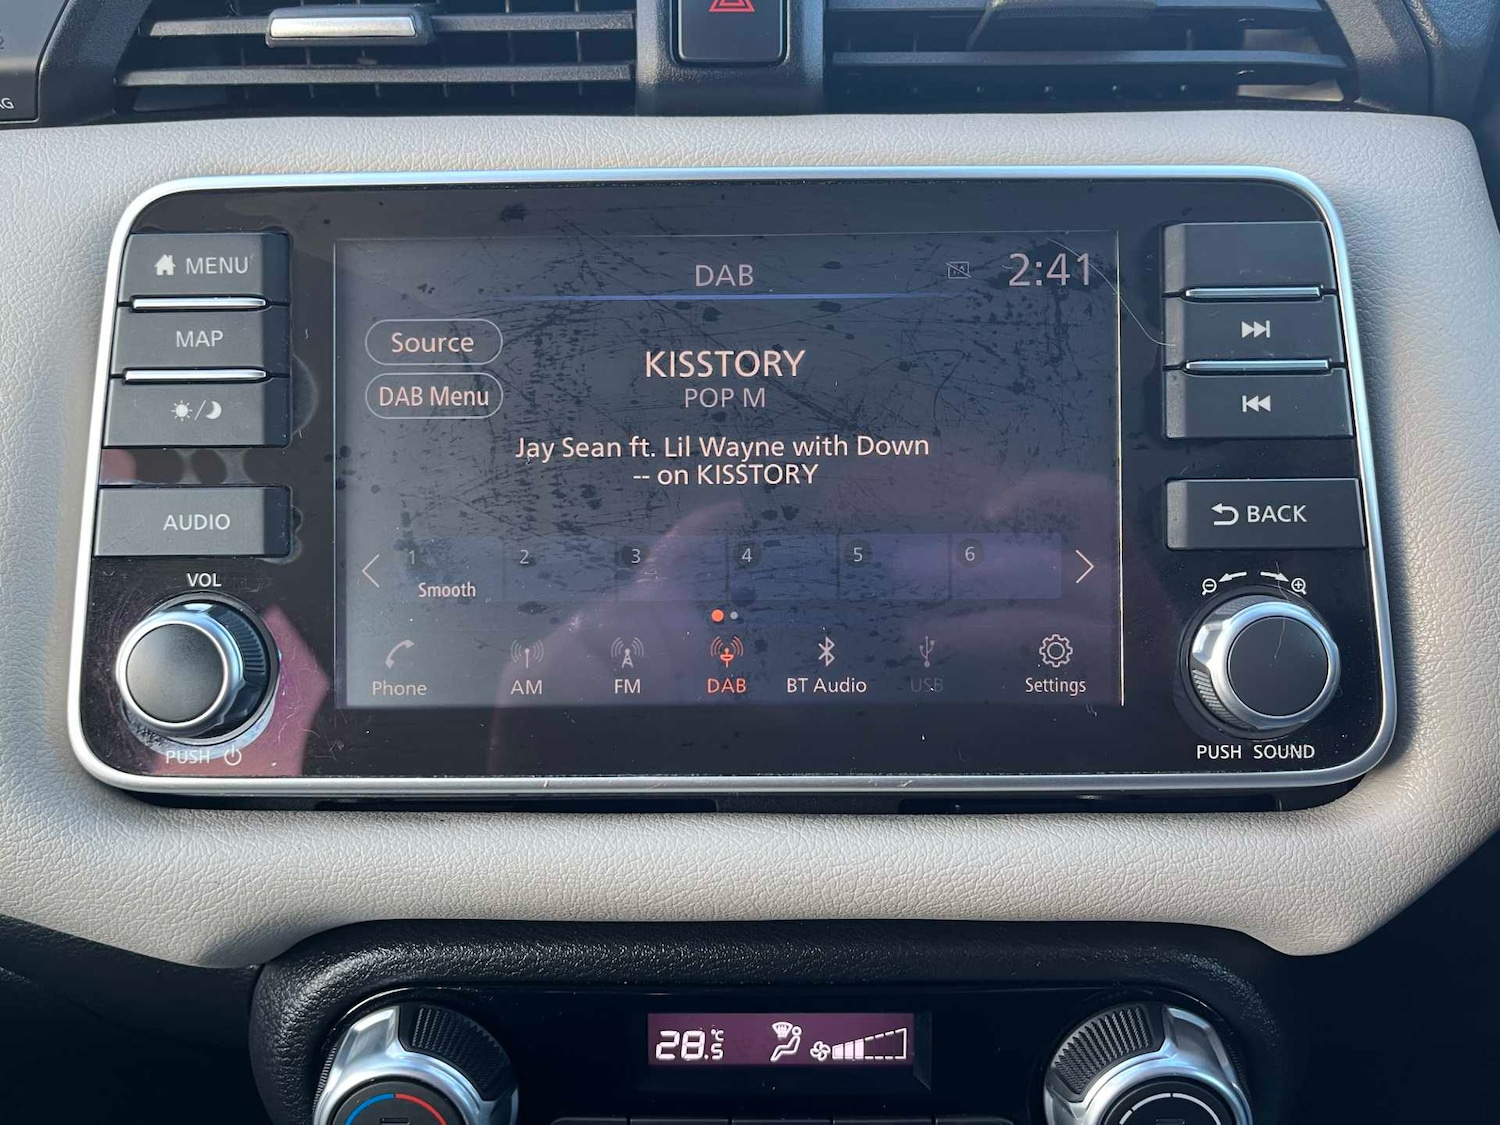 MENU
MAP
AUDIO
VOL
PUSH
DAB
TA
2:41
Source
DAB Menu
KISSTORY
POP M
Jay Sean ft. Lil Wayne with Down
-- on KISSTORY
1 2 3 4 5 6
Smooth
Phone AM FM DAB BT Audio USB Settings
BACK
PUSH SOUND
28.5 °C